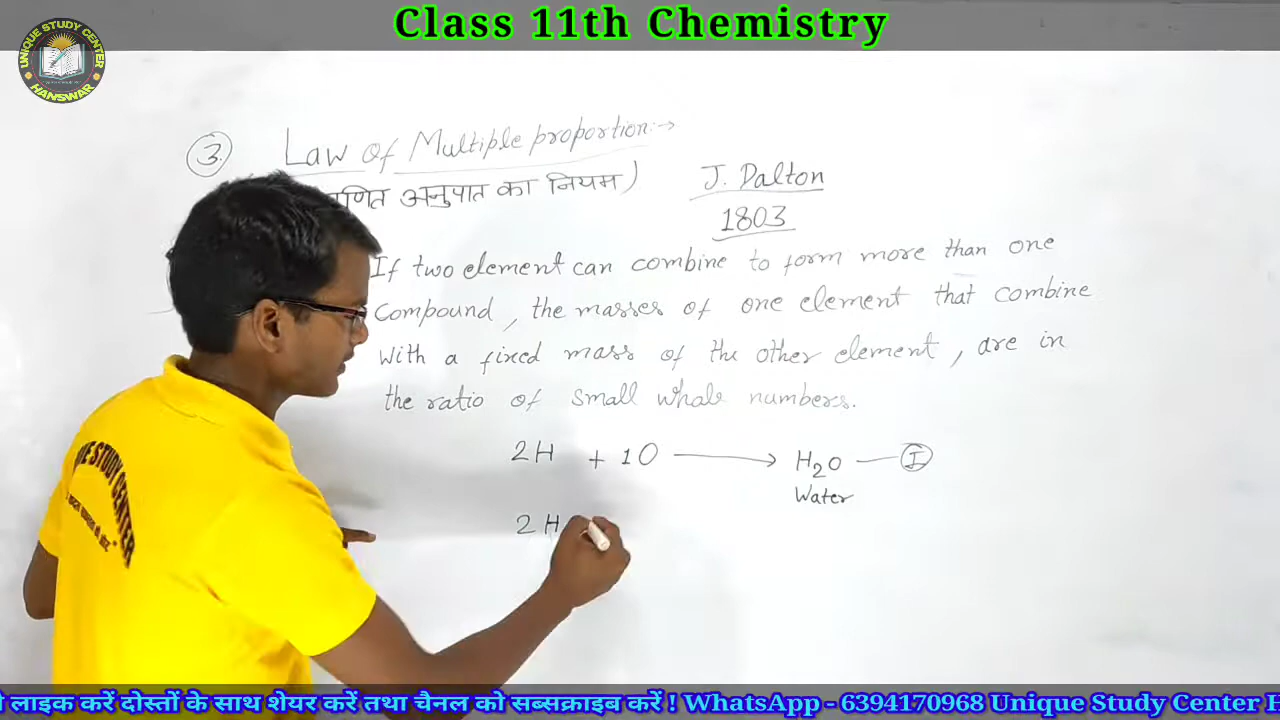 Class 11th Chemistry
UNIQUE STUDY CENTER
HANSWAR
3. Law of Multiple proportion:→
अनुपात का नियम)
J. Dalton
1803
If two element can combine to form more than one
compound, the masses of one element that combine
with a fixed mass of the other element, are in
the ratio of small whole numbers.
2H + 1O → H₂O — I
Water
2H
STUDY CENTER
लाइक करें दोस्तों के साथ शेयर करें तथा चैनल को सब्सक्राइब करें ! WhatsApp - 6394170968 Unique Study Center